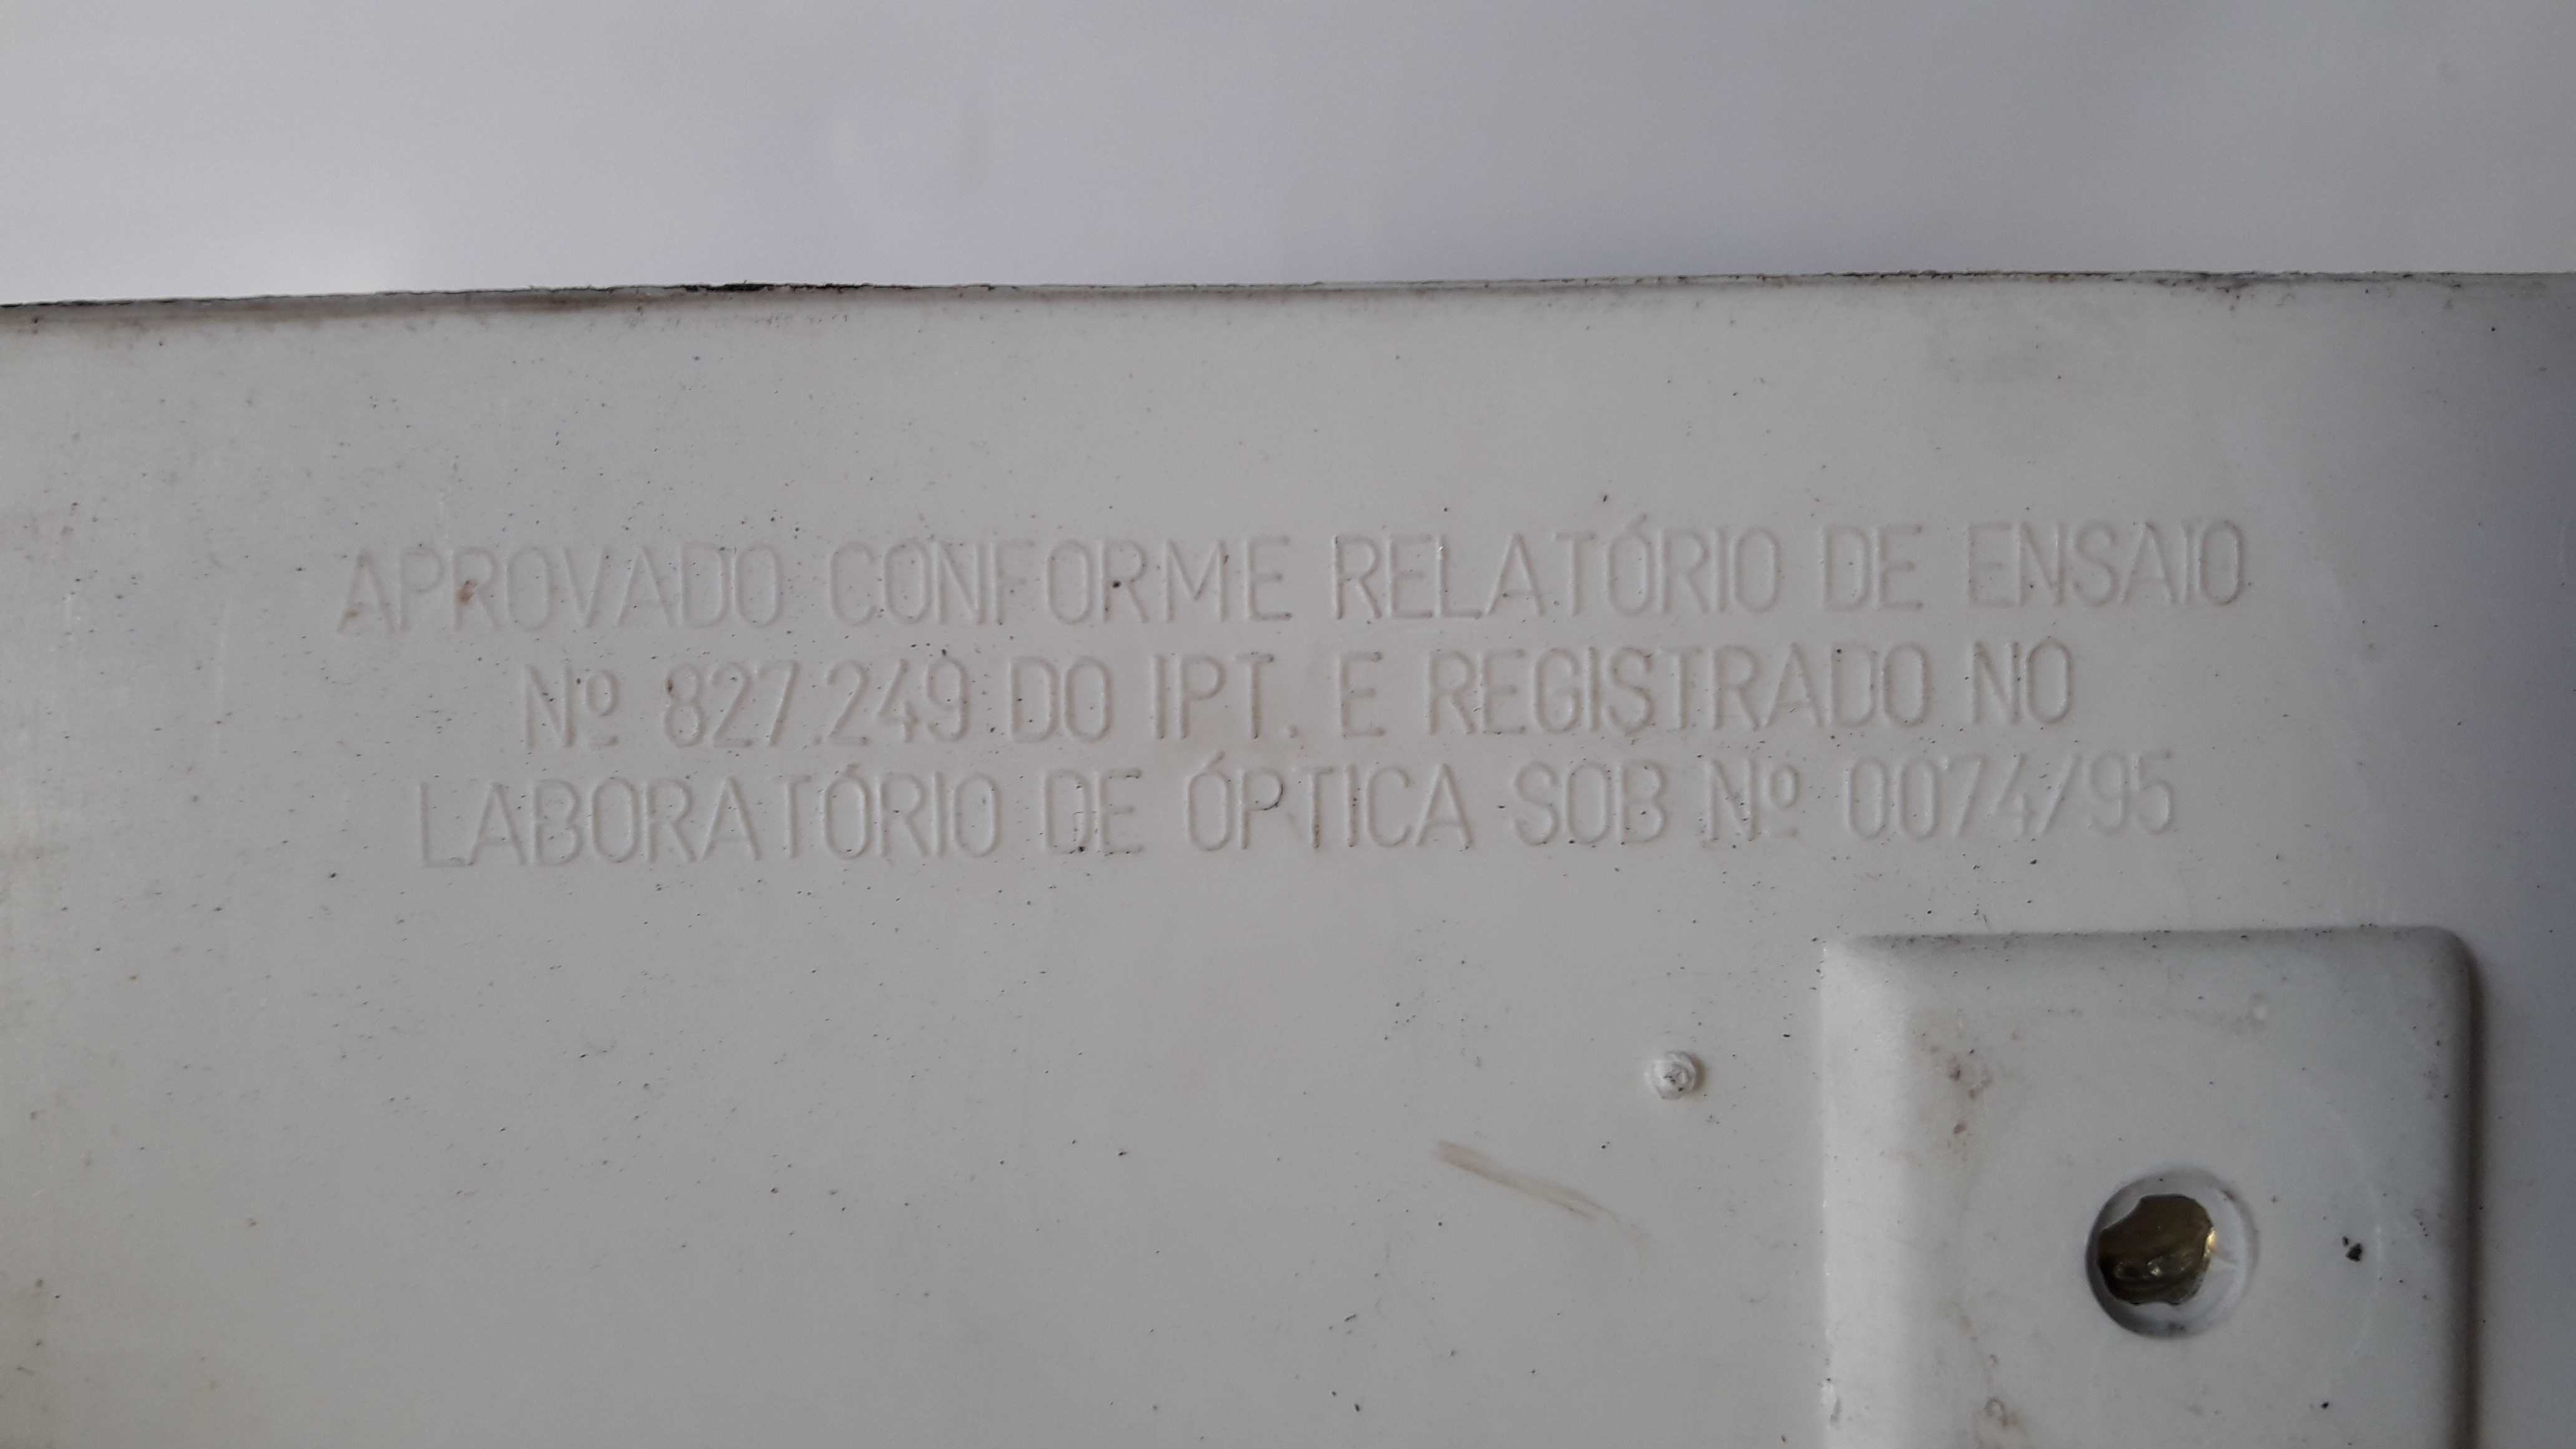 APROVADO CONFORME RELATÓRIO DE ENSAIO
Nº 827.249 DO IPT. E REGISTRADO NO
LABORATÓRIO DE ÓPTICA SOB Nº 0074/95